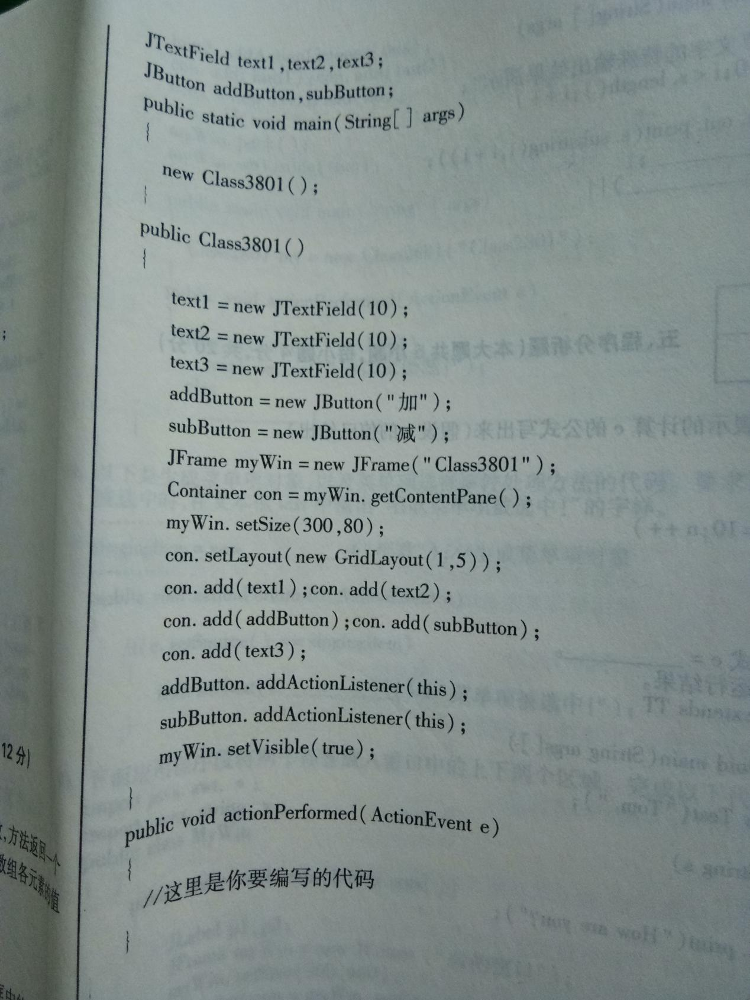 JTextField text1,text2,text3;
JButton addButton,subButton;
public static void main(String[ ] args)
{
new Class3801();
}
public Class3801()
{
text1 = new JTextField(10);
text2 = new JTextField(10);
text3 = new JTextField(10);
addButton = new JButton("加");
subButton = new JButton("减");
JFrame myWin = new JFrame("Class3801");
Container con = myWin. getContentPane();
myWin. setSize(300,80);
con. setLayout(new GridLayout(1,5));
con. add(text1);con. add(text2);
con. add(addButton);con. add(subButton);
con. add(text3);
addButton. addActionListener(this);
subButton. addActionListener(this);
myWin. setVisible(true);
}
public void actionPerformed(ActionEvent e)
{
//这里是你要编写的代码
}
;
12分)
,方法返回一个
数组各元素的值